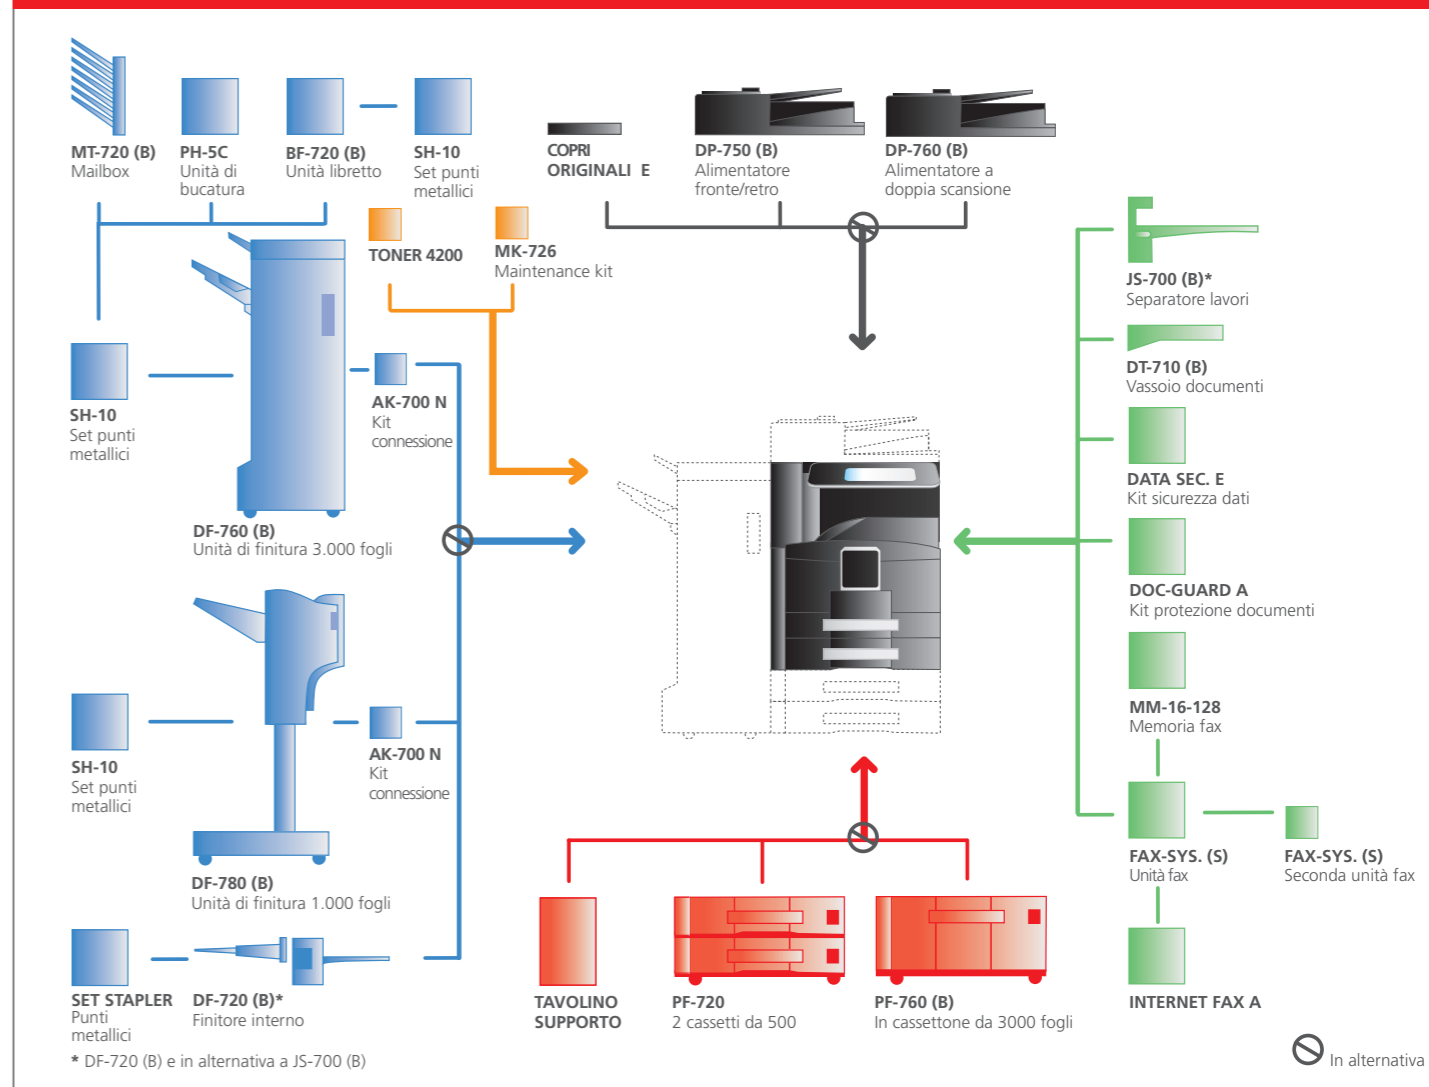 MT-720 (B)
Mailbox
PH-5C
Unità di
bucatura
BF-720 (B)
Unità libretto
SH-10
Set punti
metallici
COPRI
ORIGINALI E
DP-750 (B)
Alimentatore
fronte/retro
DP-760 (B)
Alimentatore a
doppia scansione
TONER 4200
MK-726
Maintenance kit
JS-700 (B)*
Separatore lavori
DT-710 (B)
Vassoio documenti
SH-10
Set punti
metallici
AK-700 N
Kit
connessione
DATA SEC. E
Kit sicurezza dati
DF-760 (B)
Unità di finitura 3.000 fogli
DOC-GUARD A
Kit protezione documenti
MM-16-128
Memoria fax
SH-10
Set punti
metallici
AK-700 N
Kit
connessione
DF-780 (B)
Unità di finitura 1.000 fogli
FAX-SYS. (S)
Unità fax
FAX-SYS. (S)
Seconda unità fax
SET STAPLER
Punti
metallici
DF-720 (B)*
Finitore interno
TAVOLINO
SUPPORTO
PF-720
2 cassetti da 500
PF-760 (B)
In cassettone da 3000 fogli
INTERNET FAX A
* DF-720 (B) e in alternativa a JS-700 (B)
In alternativa